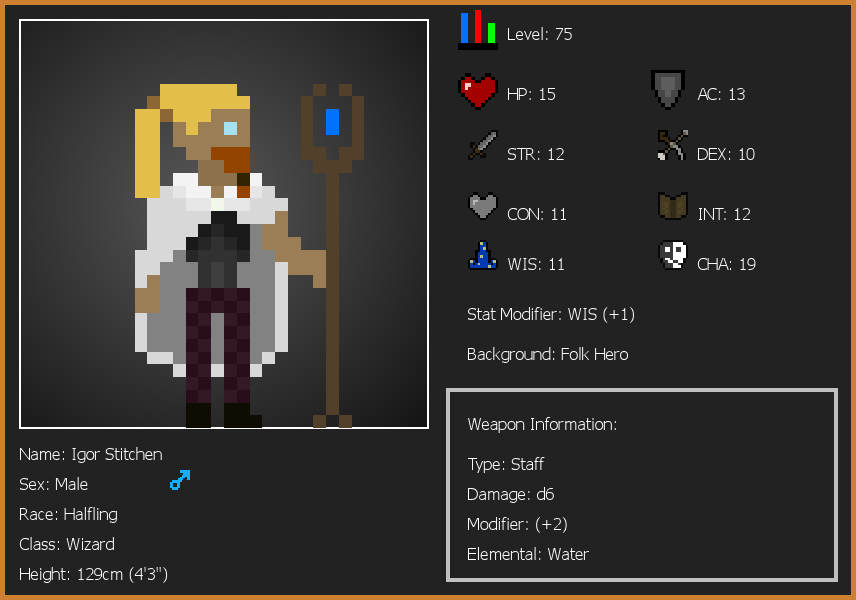 Level: 75
HP: 15
AC: 13
STR: 12
DEX: 10
CON: 11
INT: 12
WIS: 11
CHA: 19
Stat Modifier: WIS (+1)
Background: Folk Hero
Weapon Information:
Type: Staff
Damage: d6
Modifier: (+2)
Elemental: Water
Name: Igor Stitchen
Sex: Male
Race: Halfling
Class: Wizard
Height: 129cm (4'3")